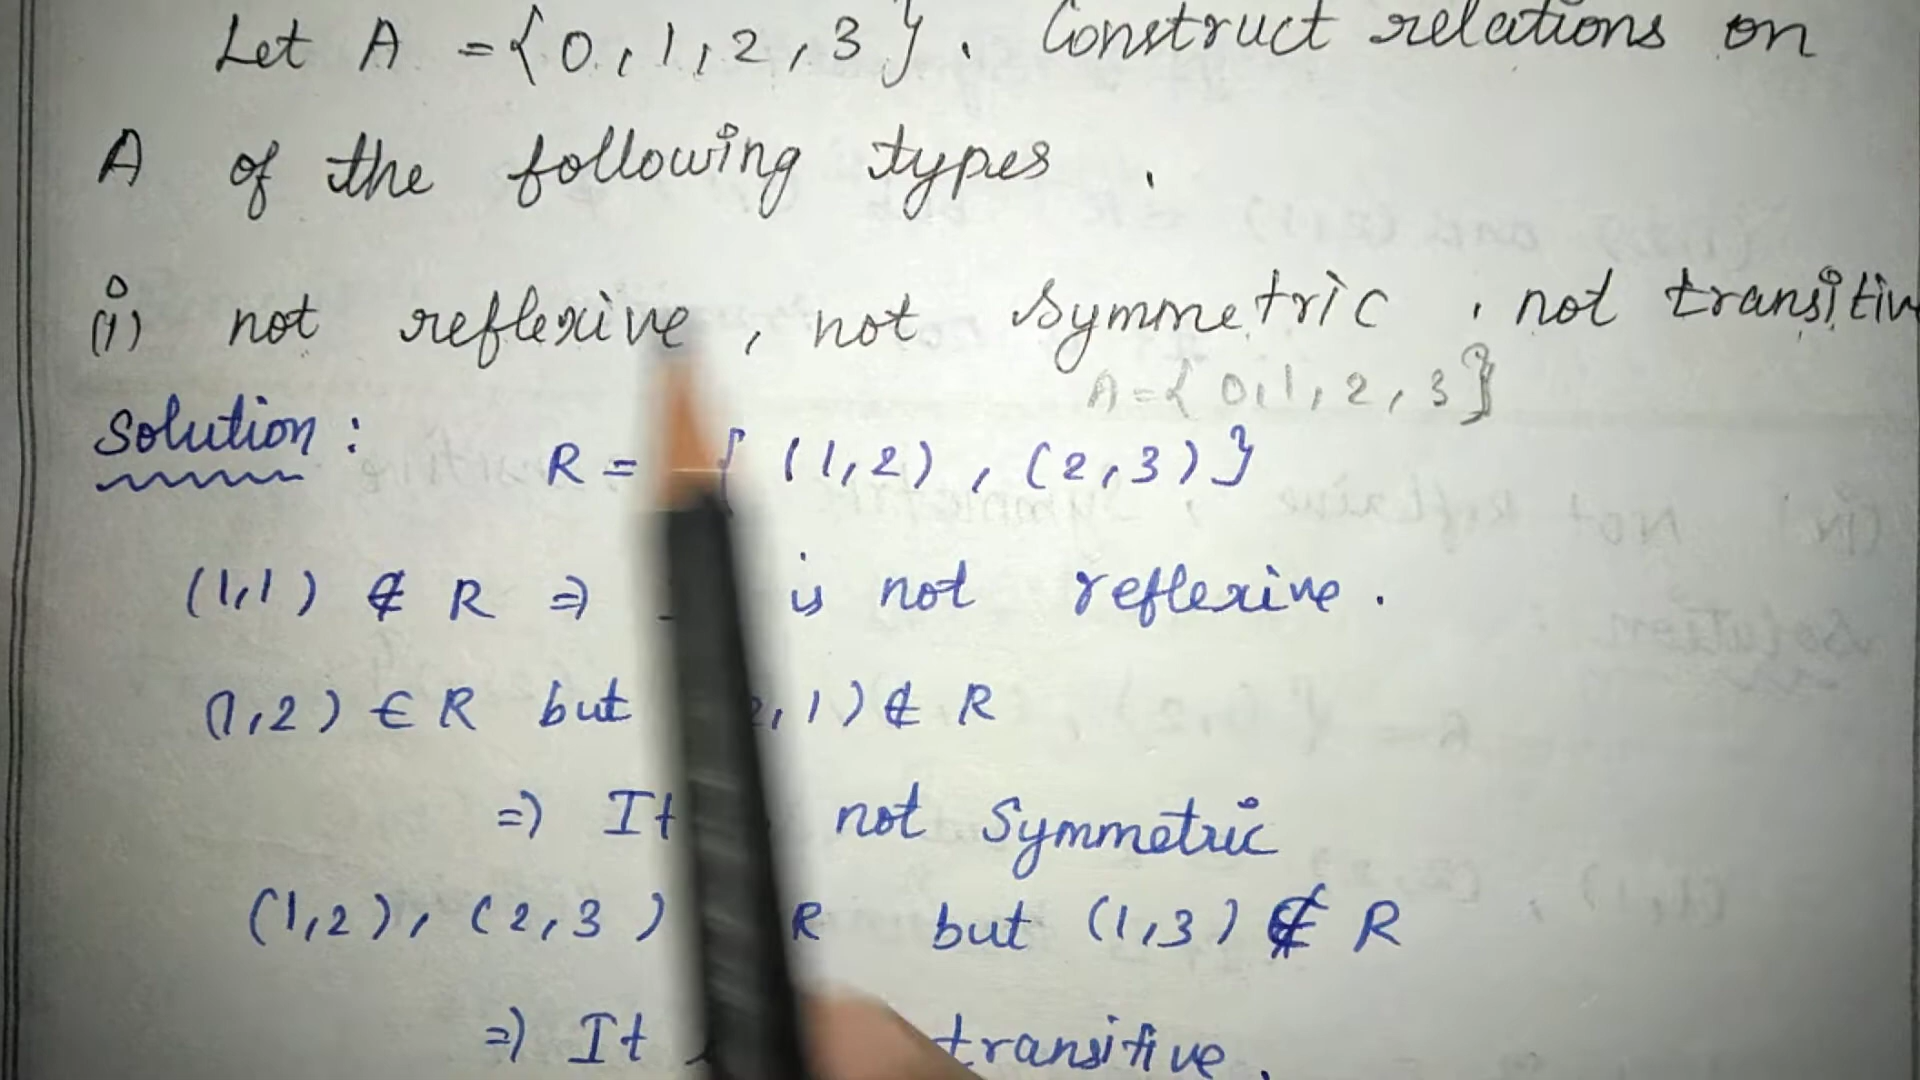 Let A = {0, 1, 2, 3}. Construct relations on
A of the following types.
(i) not reflexive, not symmetric, not
A = {0, 1, 2, 3}
Solution: R = { (1,2), (2,3) }
(1,1) ∉ R ⇒ is not reflexive.
(1,2) ∈ R but 2,1) ∉ R
⇒ It not Symmetric
(1,2), (2,3) R but (1,3) ∉ R
⇒ It transitive.